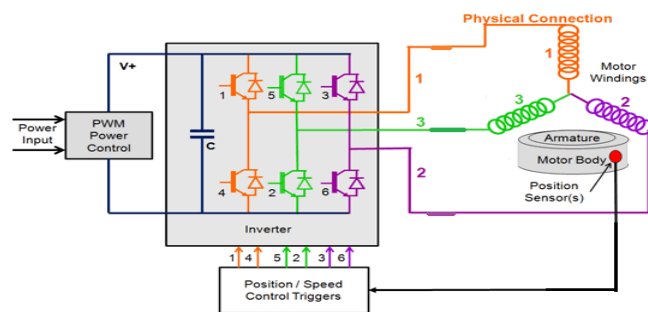 Physical Connection
V+
1
Motor
Windings
1
5
3
1
3
2
PWM
Power
Control
Power
Input
C
3
Armature
Motor Body
4
2
6
2
Position
Sensor(s)
Inverter
1 4 5 2 3 6
Position / Speed
Control Triggers